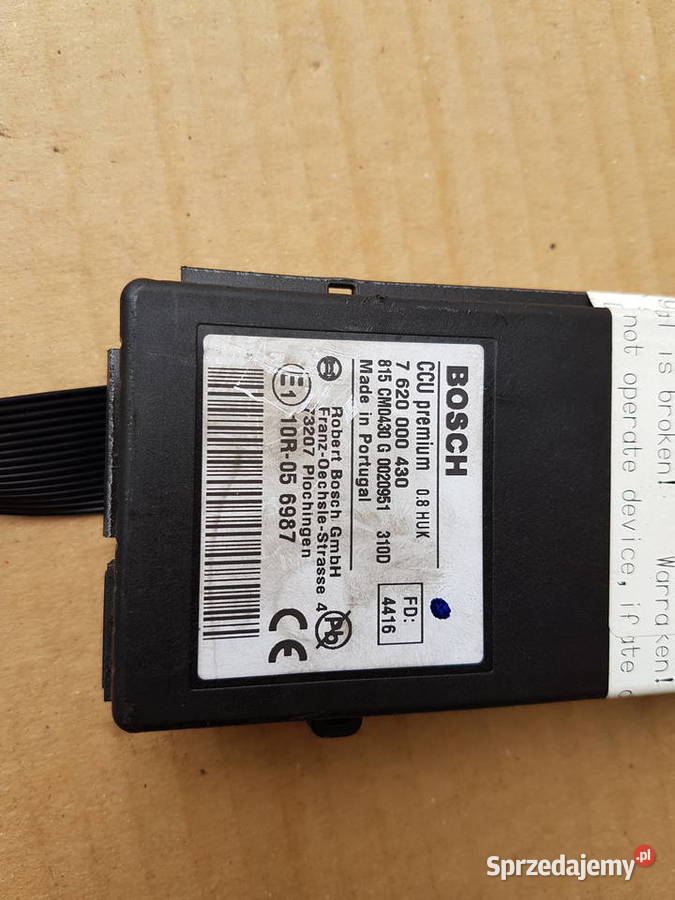 BOSCH
CCU premium 0.8 HUK
7 620 000 430
815 CM0430 G 0020951 310D
Made in Portugal
FD:
4416
Robert Bosch GmbH
Franz-Oechsle-Strasse 4
73207 Plochingen
E1
10R-05 6987
Pb
CE
is broken! Warra
not operate device, if
ken!
Sprzedajemy.pl